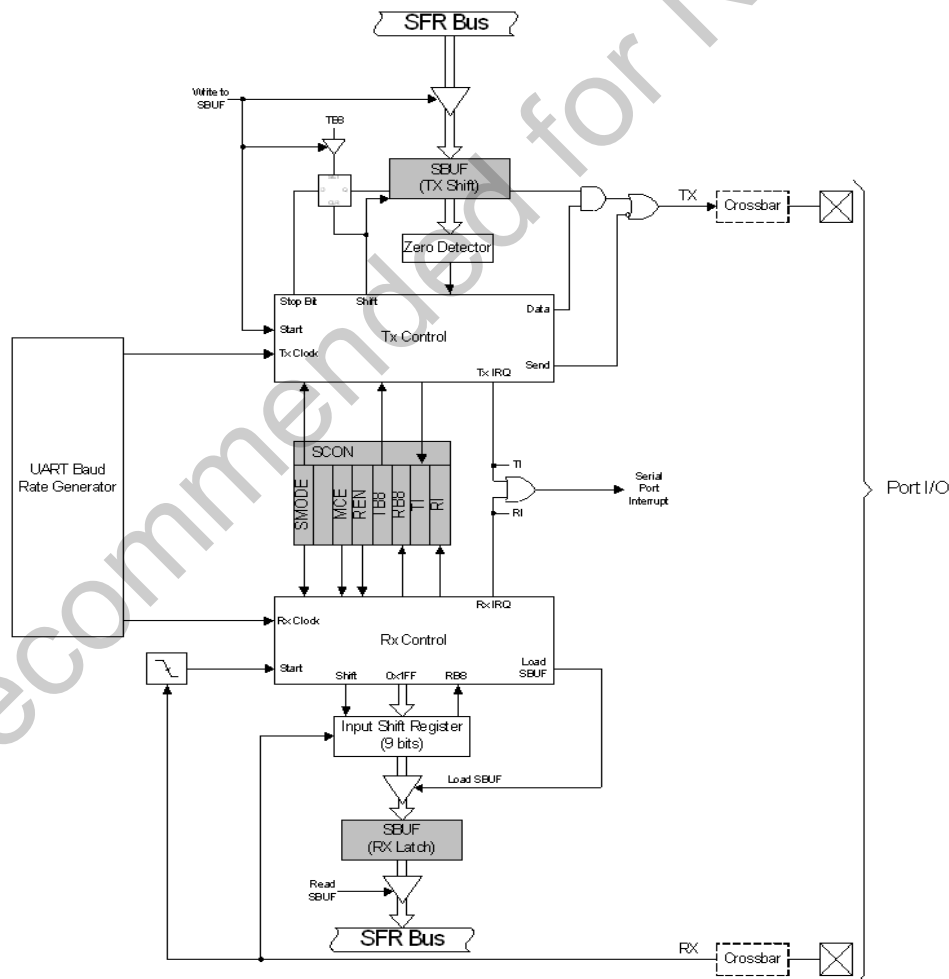 SFR Bus
Write to
SBUF
TB8
SBUF
(TX Shift)
TX
Crossbar
Zero Detector
Stop Bit
Shift
Data
Start
Tx Control
Tx Clock
Send
Tx IRQ
UART Baud
Rate Generator
SCON
SMODE
MCE
REN
TB8
RB8
TI
RI
TI
Serial
Port
Interrupt
RI
Port I/O
Rx IRQ
Rx Clock
Rx Control
Start
Load
SBUF
Shift
0x1FF
RB8
Input Shift Register
(9 bits)
Load SBUF
SBUF
(RX Latch)
Read
SBUF
SFR Bus
RX
Crossbar
ecommended for N